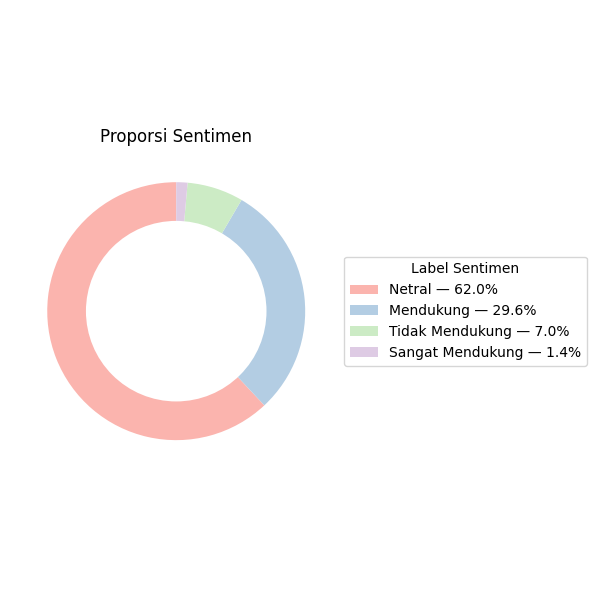 Proporsi Sentimen
Label Sentimen
Netral — 62.0%
Mendukung — 29.6%
Tidak Mendukung — 7.0%
Sangat Mendukung — 1.4%